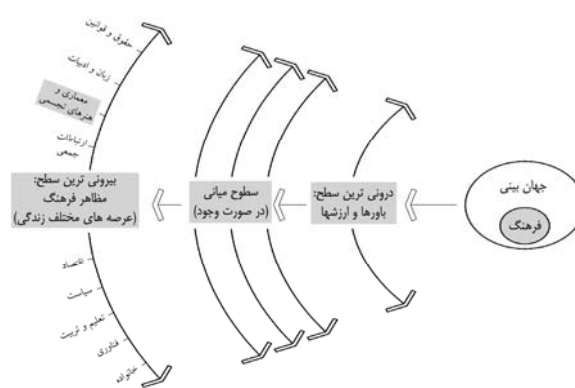 جهان بینی
فرهنگ
درونی ترین سطح:
باورها و ارزشها
سطوح میانی
(در صورت وجود)
بیرونی ترین سطح:
مظاهر فرهنگ
(عرصه های مختلف زندگی)
حقوق و قوانین
زبان و ادبیات
معماری و
هنرهای تجسمی
ارتباطات
جمعی
اقتصاد
سیاست
تعلیم و تربیت
فناوری
خانواده